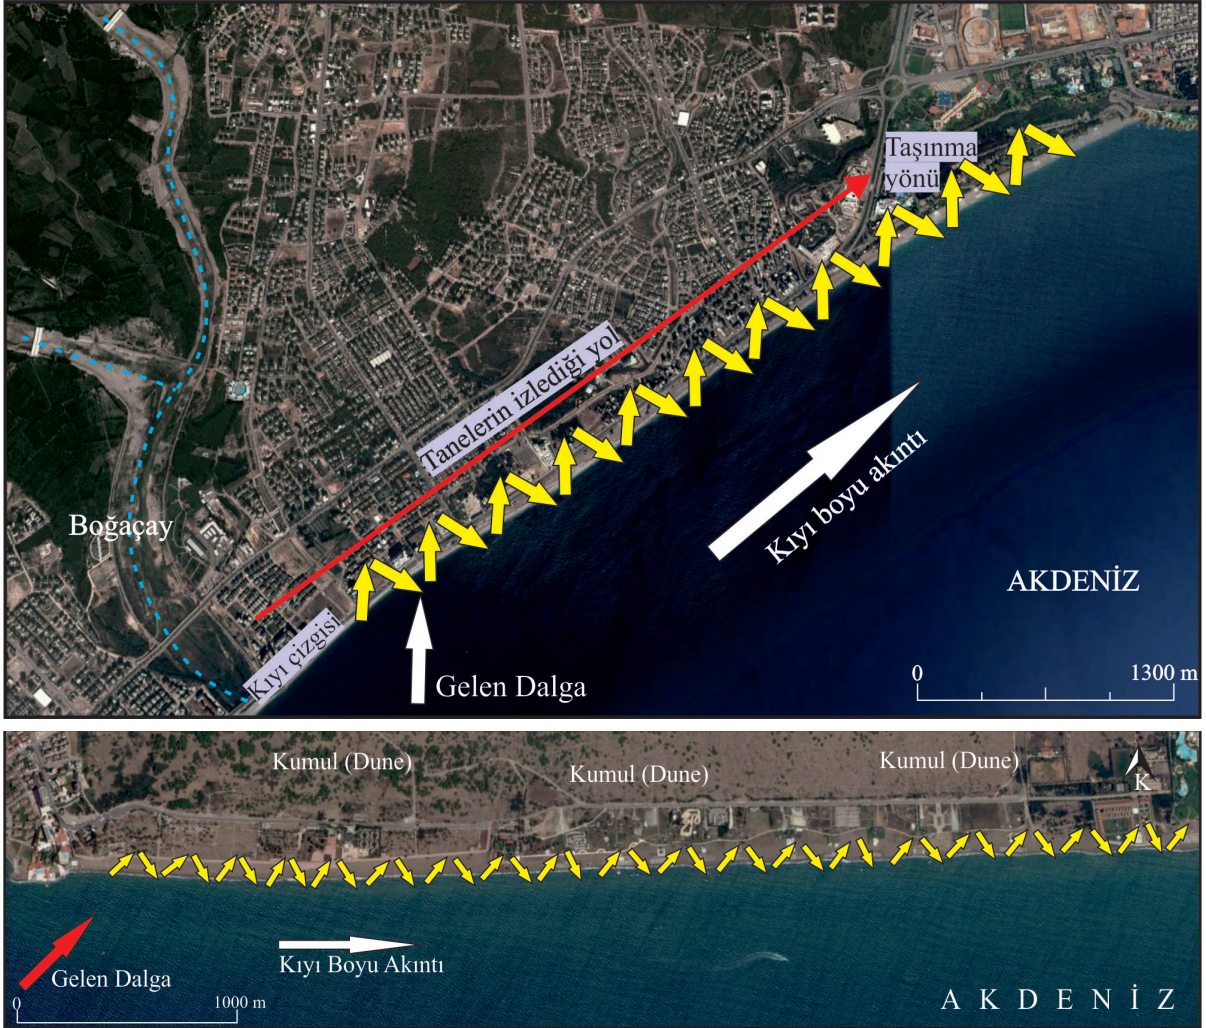 Taşınma
yönü
Tanelerin izlediği yol
Kıyı boyu akıntı
Boğaçay
AKDENİZ
Kıyı çizgisi
Gelen Dalga
0 1300 m
Kumul (Dune)
Kumul (Dune)
Kumul (Dune)
K
Gelen Dalga
Kıyı Boyu Akıntı
0 1000 m
A K D E N İ Z